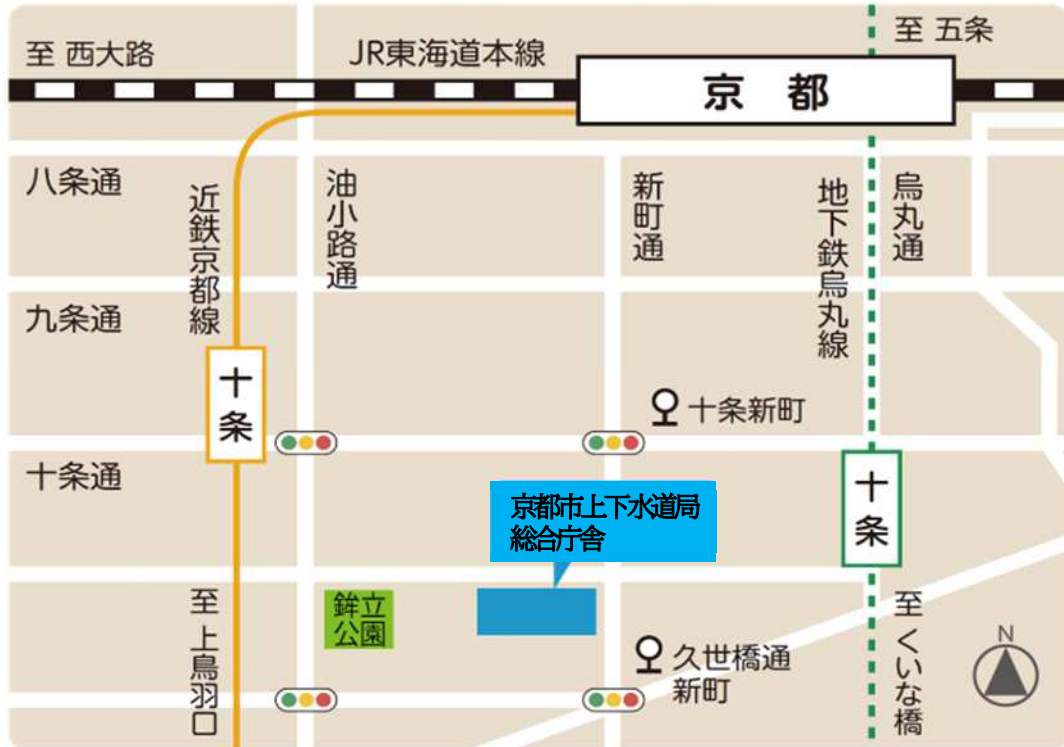 至 西大路
JR東海道本線
至 五条
京都
八条通
近鉄京都線
油小路通
新町通
地下鉄烏丸線
烏丸通
九条通
十条
十条新町
十条通
京都市上下水道局
総合庁舎
十条
鉾立
公園
至 上鳥羽口
久世橋通
新町
至 くいな橋
N